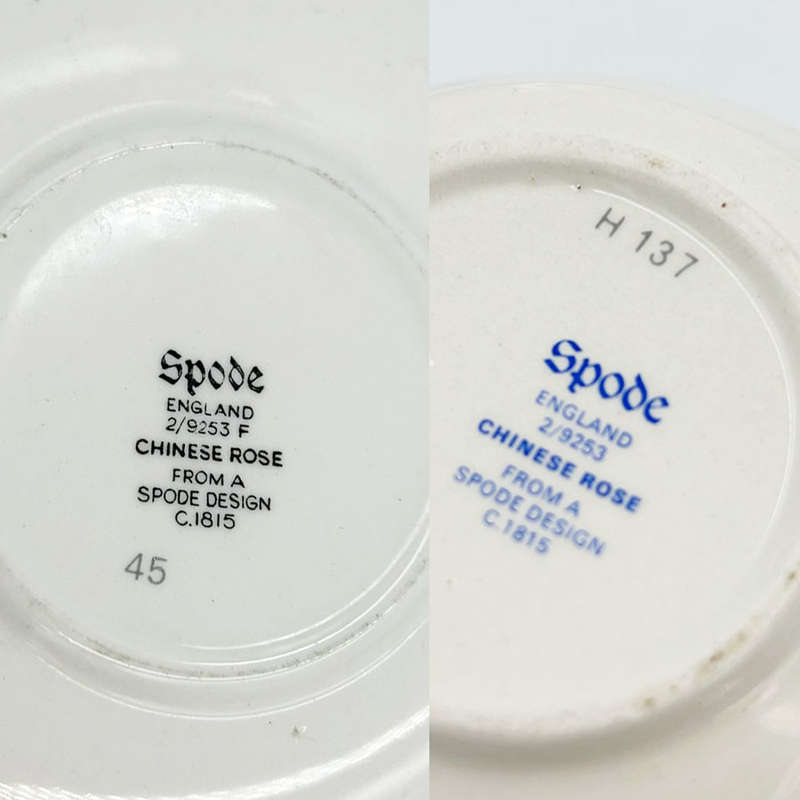 Spode
ENGLAND
2/9253 F
CHINESE ROSE
FROM A
SPODE DESIGN
C.1815
45
H 137
Spode
ENGLAND
2/9253
CHINESE ROSE
FROM A
SPODE DESIGN
C.1815